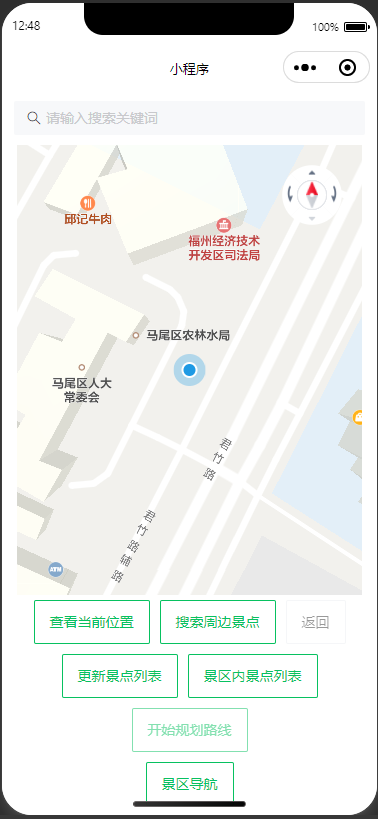 12:48
100%
小程序
请输入搜索关键词
邱记牛肉
福州经济技术
开发区司法局
马尾区农林水局
马尾区人大
常委会
君竹路
君竹路辅路
ATM
查看当前位置
搜索周边景点
返回
更新景点列表
景区内景点列表
开始规划路线
景区导航